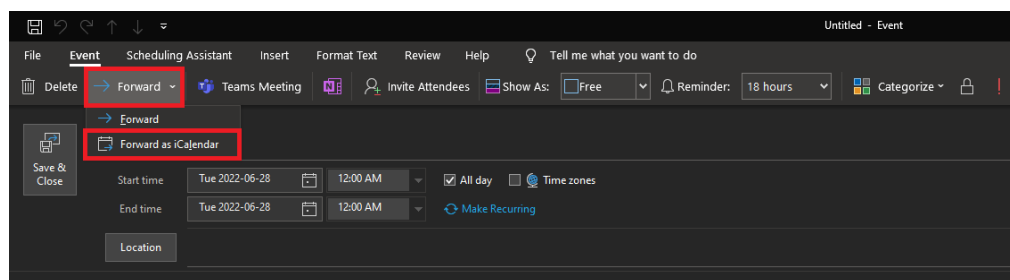 Untitled - Event
File Event Scheduling Assistant Insert Format Text Review Help Tell me what you want to do
Delete Forward Teams Meeting Invite Attendees Show As: Free Reminder: 18 hours Categorize
Forward
Forward as iCalendar
Save & Close
Start time Tue 2022-06-28 12:00 AM All day Time zones
End time Tue 2022-06-28 12:00 AM Make Recurring
Location